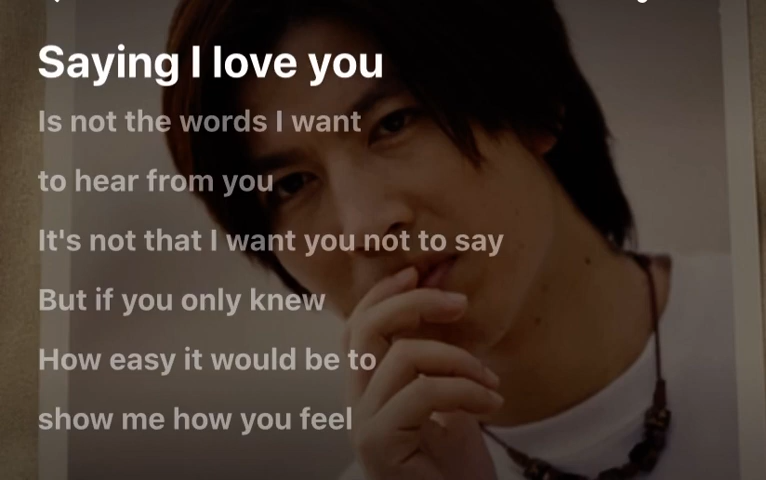 Saying I love you
Is not the words I want
to hear from you
It's not that I want you not to say
But if you only knew
How easy it would be to
show me how you feel